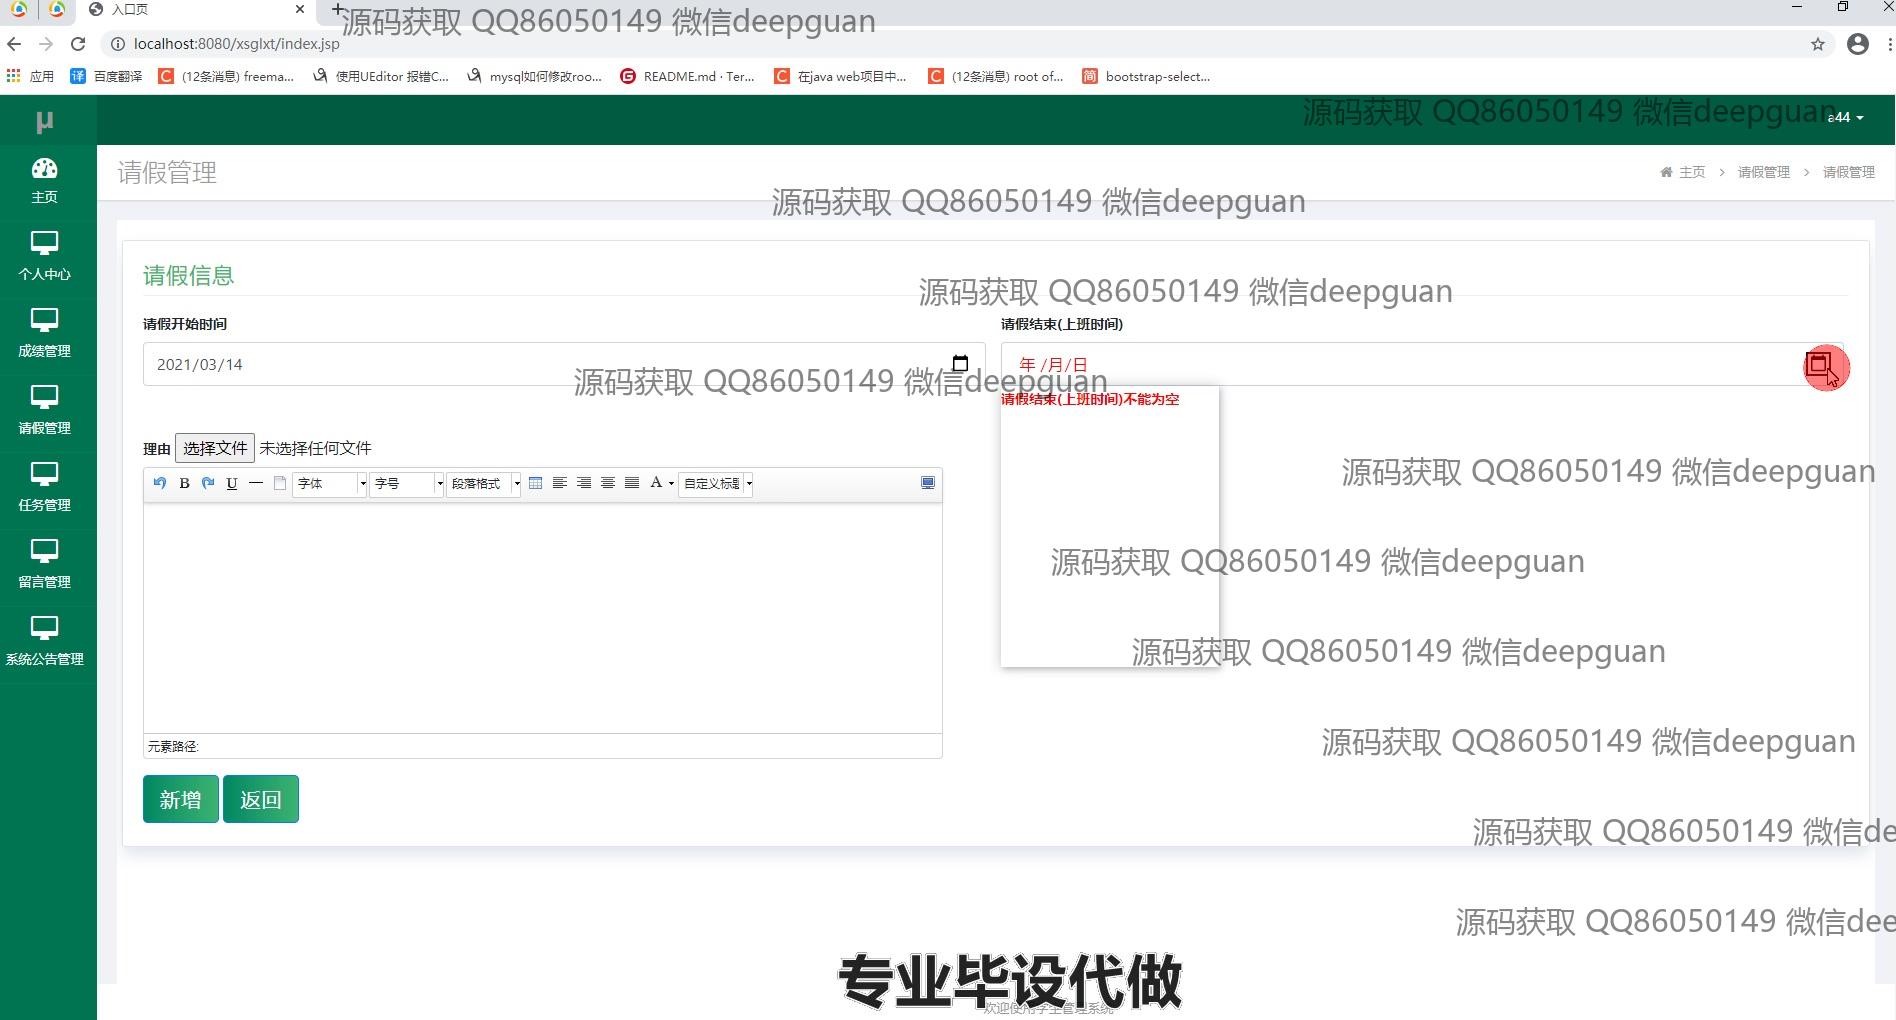 入口页
源码获取 QQ86050149 微信deepguan
localhost:8080/xsglxt/index.jsp
应用
百度翻译
(12条消息) freema...
使用UEditor 报错C...
mysql如何修改roo...
README.md · Ter...
在java web项目中...
(12条消息) root of...
bootstrap-select...
源码获取 QQ86050149 微信deepguan
a44
μ
主页
个人中心
成绩管理
请假管理
任务管理
留言管理
系统公告管理
请假管理
主页 > 请假管理 > 请假管理
源码获取 QQ86050149 微信deepguan
请假信息
源码获取 QQ86050149 微信deepguan
请假开始时间
请假结束(上班时间)
2021/03/14
年 /月/日
源码获取 QQ86050149 微信deepguan
请假结束(上班时间)不能为空
理由 选择文件 未选择任何文件
源码获取 QQ86050149 微信deepguan
B U 字体 字号 段落格式 A 自定义标题
源码获取 QQ86050149 微信deepguan
源码获取 QQ86050149 微信deepguan
元素路径:
源码获取 QQ86050149 微信deepguan
新增 返回
源码获取 QQ86050149 微信de
源码获取 QQ86050149 微信dee
专业毕设代做
欢迎使用学生管理系统